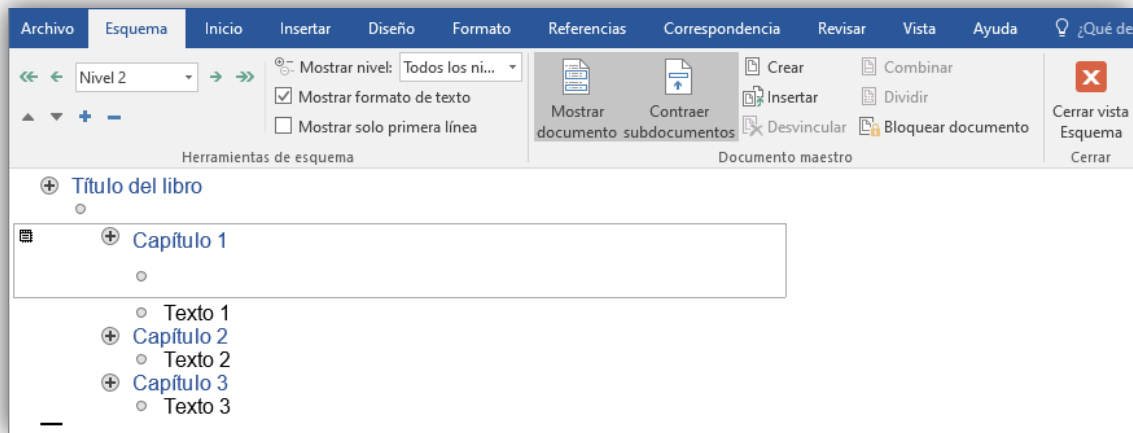 Archivo Esquema Inicio Insertar Diseño Formato Referencias Correspondencia Revisar Vista Ayuda ¿Qué de
Nivel 2
Mostrar nivel: Todos los ni...
Mostrar formato de texto
Mostrar solo primera línea
Herramientas de esquema
Mostrar
documento
Contraer
subdocumentos
Crear
Insertar
Desvincular
Combinar
Dividir
Bloquear documento
Documento maestro
Cerrar vista
Esquema
Cerrar
Título del libro
Capítulo 1
Texto 1
Capítulo 2
Texto 2
Capítulo 3
Texto 3